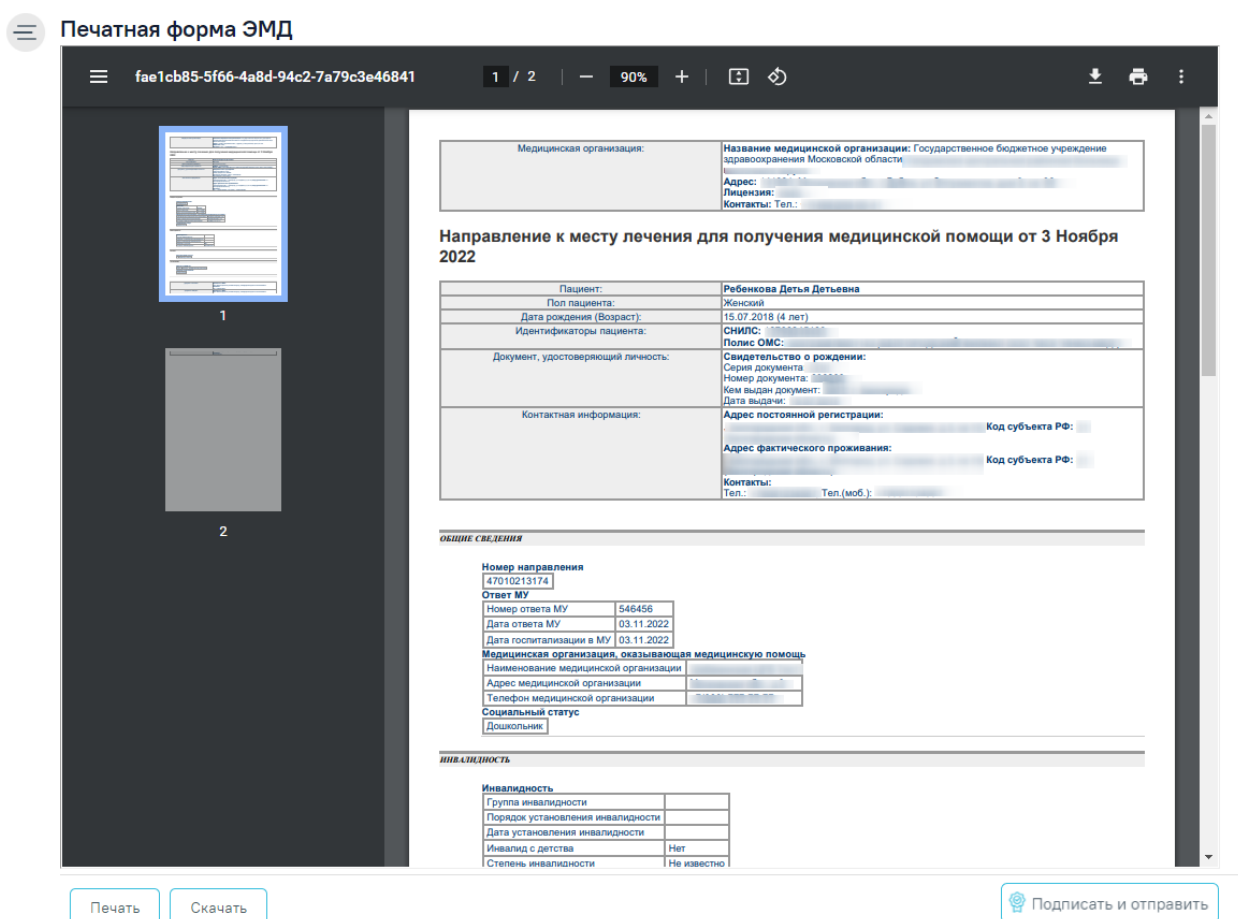 Печатная форма ЭМД
fae1cb85-5f66-4a8d-94c2-7a79c3e46841
1 / 2
90%
1
2
Медицинская организация:
Название медицинской организации: Государственное бюджетное учреждение
здравоохранения Московской области
Адрес:
Лицензия:
Контакты: Тел.:
Направление к месту лечения для получения медицинской помощи от 3 Ноября
2022
Пациент: Ребенкова Детья Детьевна
Пол пациента: Женский
Дата рождения (Возраст): 15.07.2018 (4 лет)
Идентификаторы пациента: СНИЛС:
Полис ОМС:
Документ, удостоверяющий личность: Свидетельство о рождении:
Серия документа
Номер документа:
Кем выдан документ:
Дата выдачи:
Контактная информация: Адрес постоянной регистрации:
Код субъекта РФ:
Адрес фактического проживания:
Код субъекта РФ:
Контакты:
Тел.: Тел.(моб.):
ОБЩИЕ СВЕДЕНИЯ
Номер направления
47010213174
Ответ МУ
Номер ответа МУ 546456
Дата ответа МУ 03.11.2022
Дата госпитализации в МУ 03.11.2022
Медицинская организация, оказывающая медицинскую помощь
Наименование медицинской организации
Адрес медицинской организации
Телефон медицинской организации
Социальный статус
Дошкольник
ИНВАЛИДНОСТЬ
Инвалидность
Группа инвалидности
Порядок установления инвалидности
Дата установления инвалидности
Инвалид с детства Нет
Степень инвалидности Не известно
Печать
Скачать
Подписать и отправить